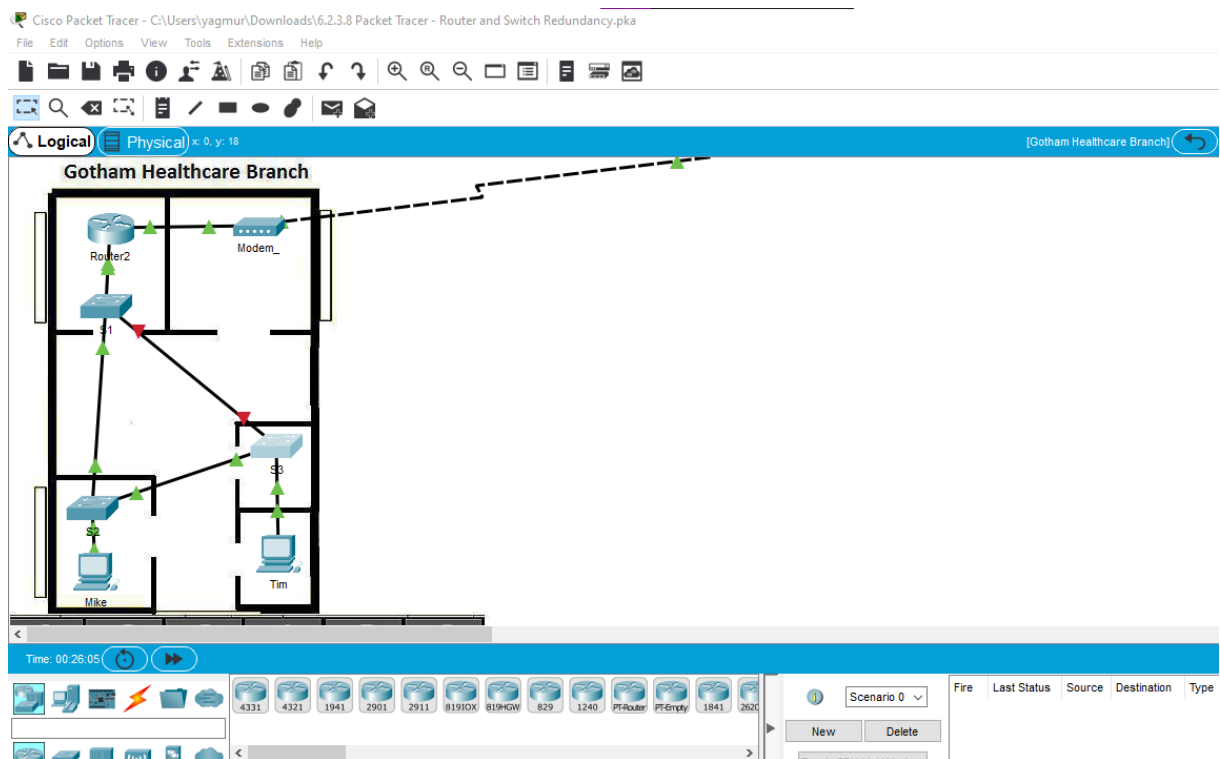 Cisco Packet Tracer - C:\Users\yagmur\Downloads\6.2.3.8 Packet Tracer - Router and Switch Redundancy.pka
File Edit Options View Tools Extensions Help
Logical Physical x: 0, y: 18 [Gotham Healthcare Branch]
Gotham Healthcare Branch
Router2
Modem_
S1
S3
S2
Tim
Mike
Time: 00:26:05
4331 4321 1941 2901 2911 819IOX 819HGW 829 1240 PT-Router PT-Empty 1841 2620
Scenario 0
Fire Last Status Source Destination Type
New Delete